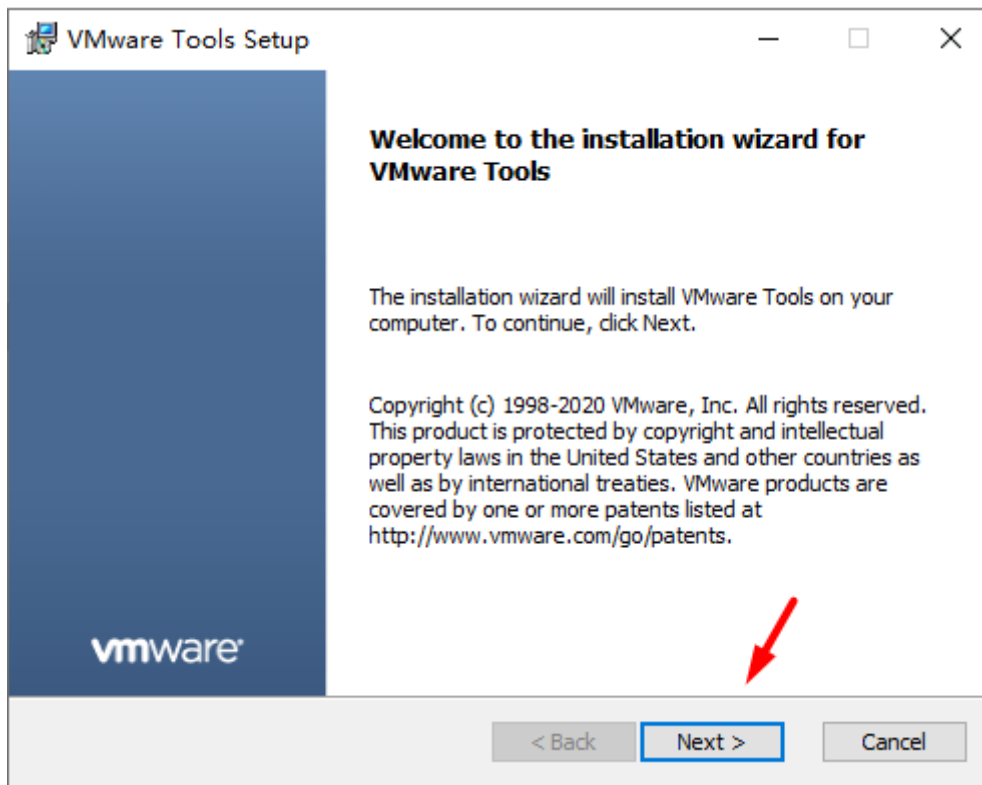 VMware Tools Setup
Welcome to the installation wizard for
VMware Tools
The installation wizard will install VMware Tools on your
computer. To continue, click Next.
Copyright (c) 1998-2020 VMware, Inc. All rights reserved.
This product is protected by copyright and intellectual
property laws in the United States and other countries as
well as by international treaties. VMware products are
covered by one or more patents listed at
http://www.vmware.com/go/patents.
vmware
< Back
Next >
Cancel